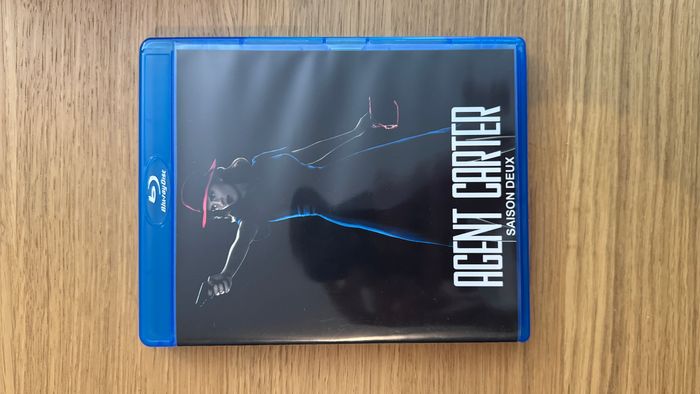 Blu-ray Disc
AGENT CARTER
SAISON DEUX